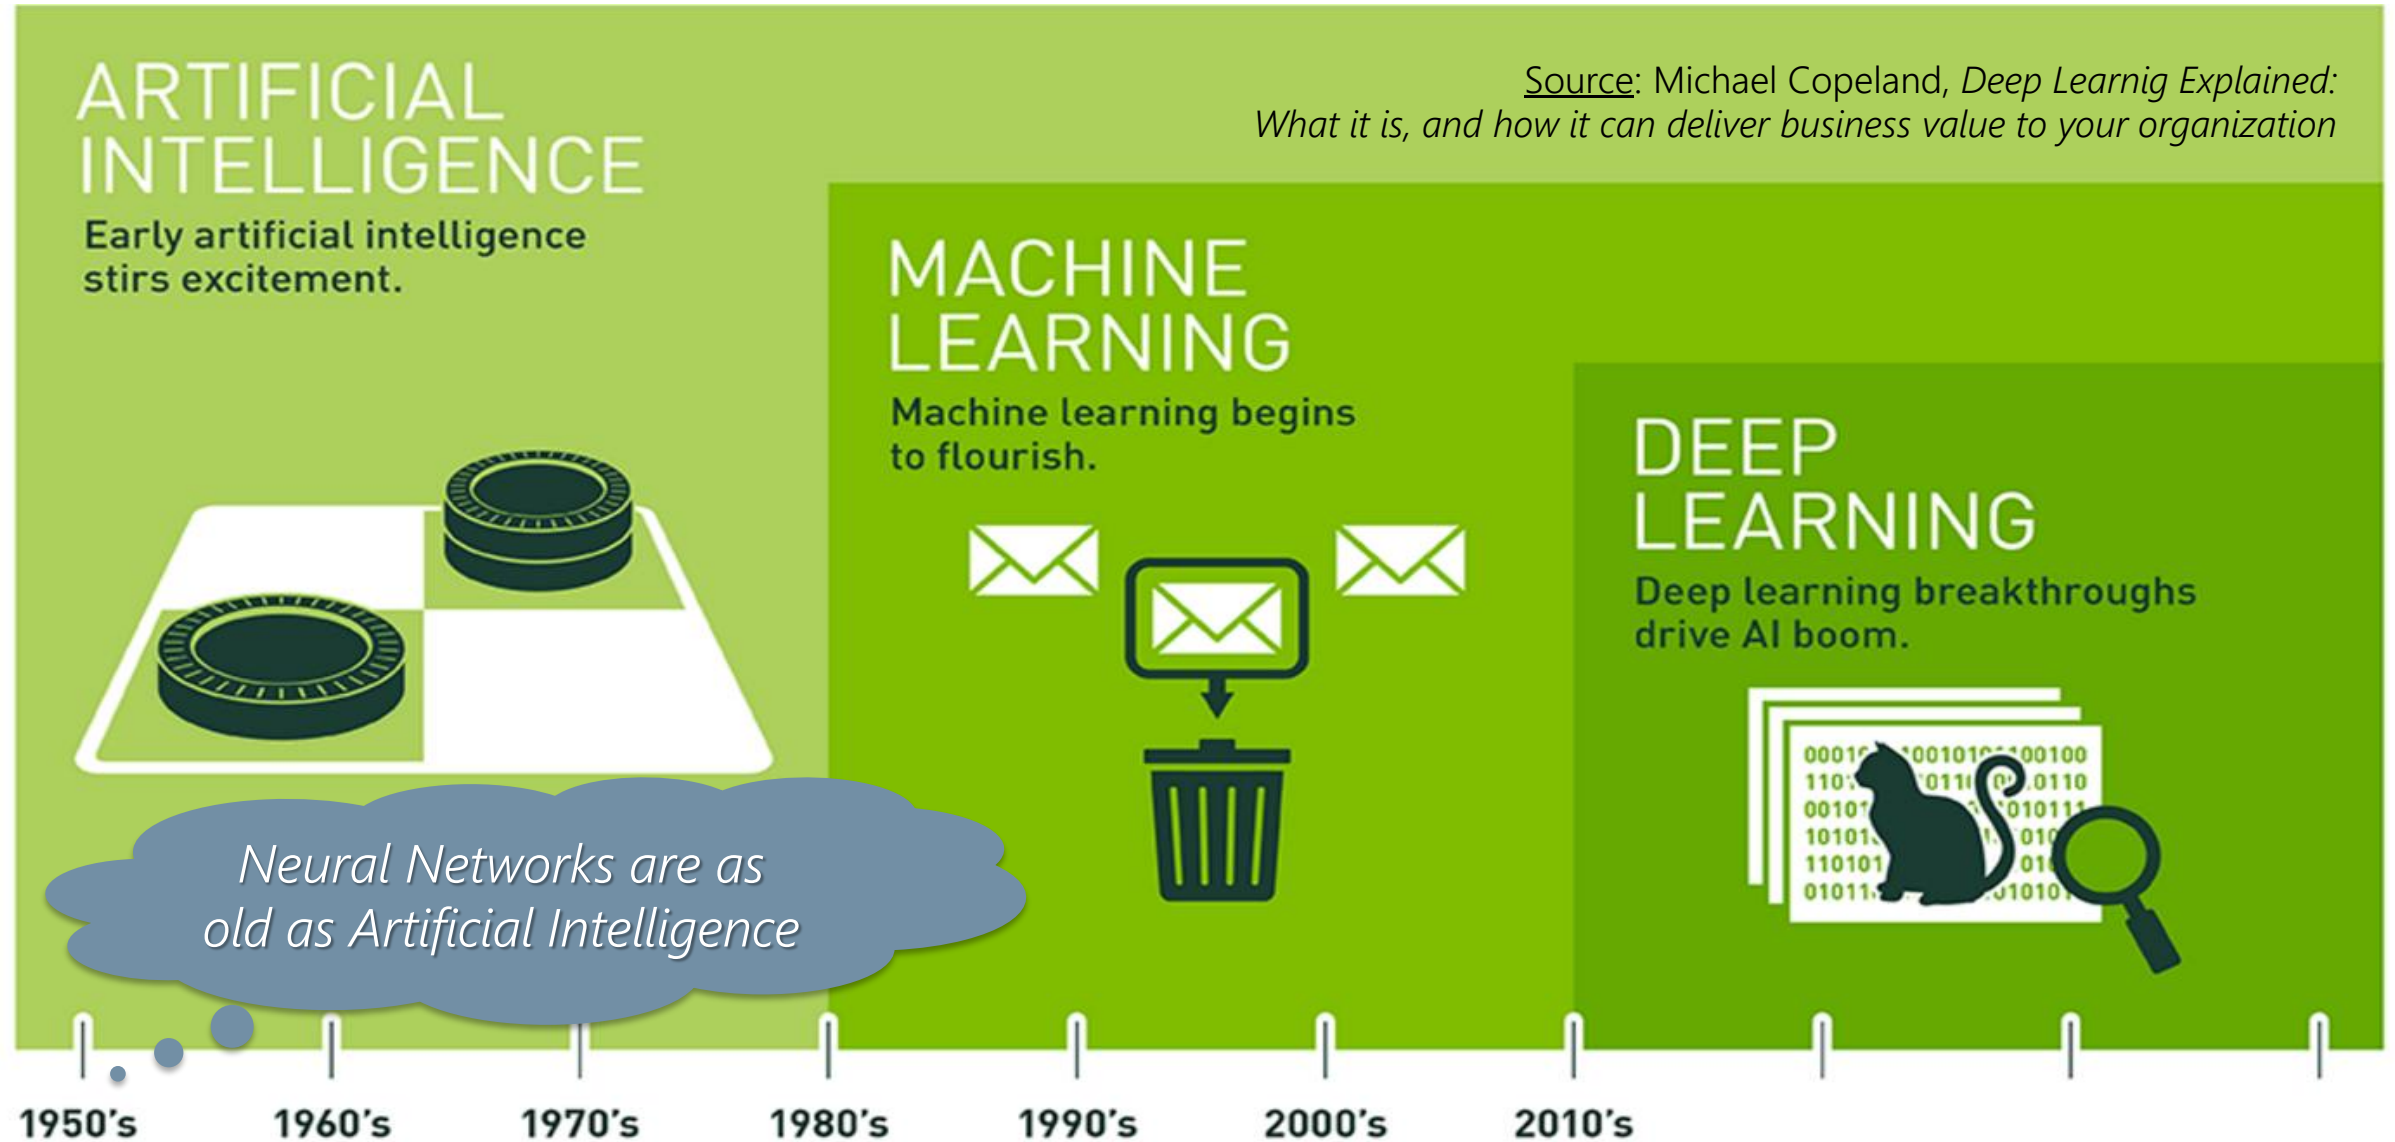 ARTIFICIAL
INTELLIGENCE
Early artificial intelligence
stirs excitement.
Source: Michael Copeland, Deep Learnig Explained:
What it is, and how it can deliver business value to your organization
MACHINE
LEARNING
Machine learning begins
to flourish.
DEEP
LEARNING
Deep learning breakthroughs
drive AI boom.
Neural Networks are as
old as Artificial Intelligence
1950's
1960's
1970's
1980's
1990's
2000's
2010's